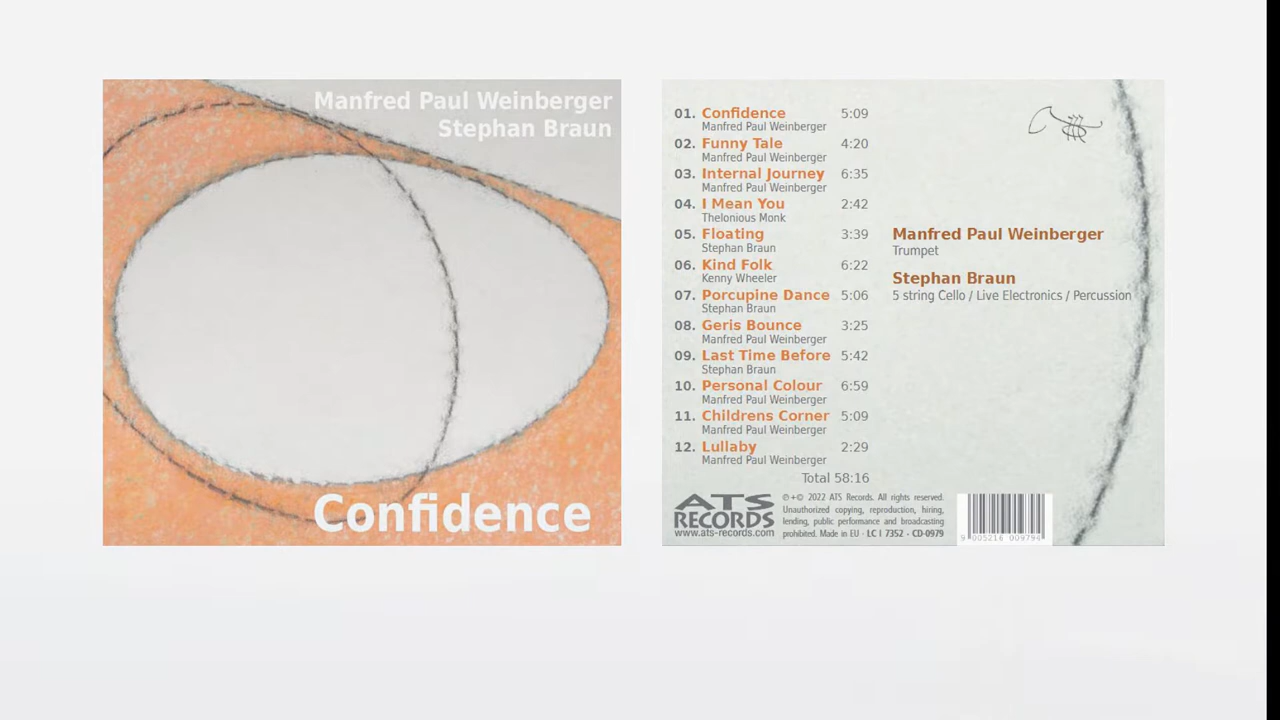 Manfred Paul Weinberger
Stephan Braun
Confidence
01. Confidence 5:09
Manfred Paul Weinberger
02. Funny Tale 4:20
Manfred Paul Weinberger
03. Internal Journey 6:35
Manfred Paul Weinberger
04. I Mean You 2:42
Thelonious Monk
05. Floating 3:39
Stephan Braun
06. Kind Folk 6:22
Kenny Wheeler
07. Porcupine Dance 5:06
Stephan Braun
08. Geris Bounce 3:25
Manfred Paul Weinberger
09. Last Time Before 5:42
Stephan Braun
10. Personal Colour 6:59
Manfred Paul Weinberger
11. Childrens Corner 5:09
Manfred Paul Weinberger
12. Lullaby 2:29
Manfred Paul Weinberger
Total 58:16
Manfred Paul Weinberger
Trumpet
Stephan Braun
5 string Cello / Live Electronics / Percussion
ATS
RECORDS
www.ats-records.com
℗+© 2022 ATS Records. All rights reserved.
Unauthorized copying, reproduction, hiring,
lending, public performance and broadcasting
prohibited. Made in EU · LC I 7352 · CD-0979
9 005216 009794